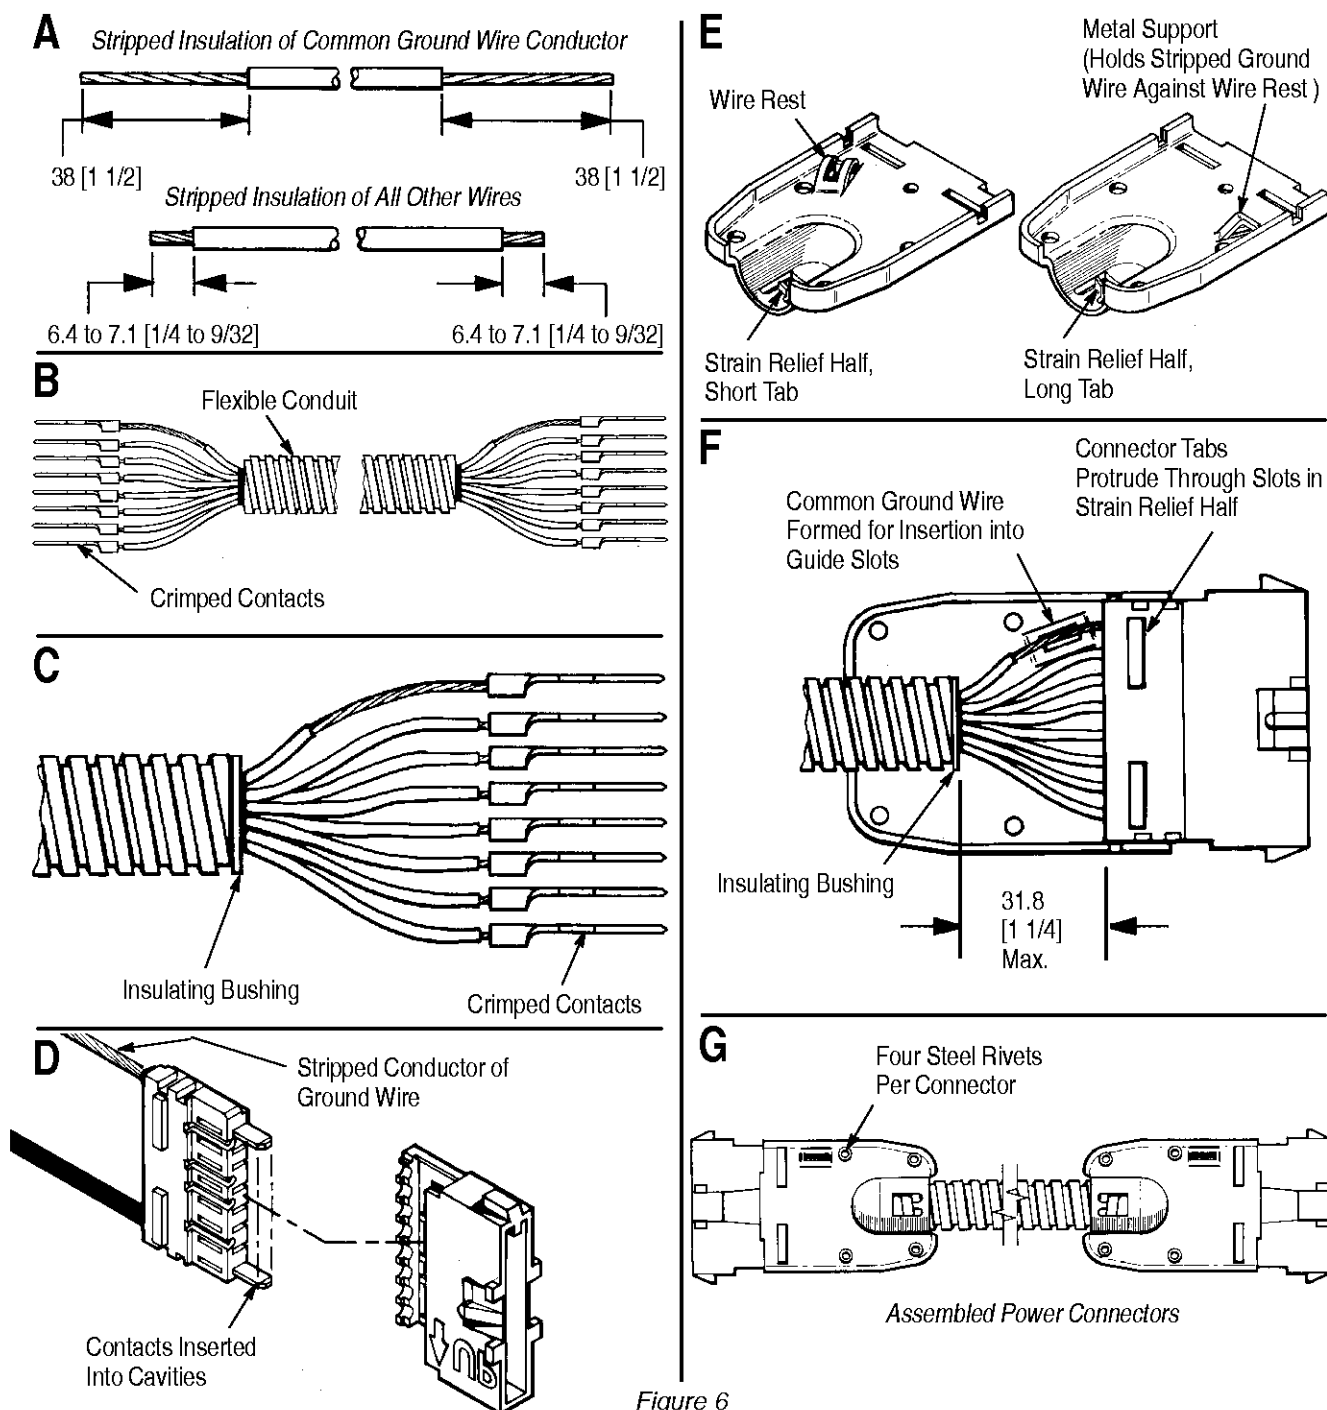 A
Stripped Insulation of Common Ground Wire Conductor
38 [1 1/2]
38 [1 1/2]
Stripped Insulation of All Other Wires
6.4 to 7.1 [1/4 to 9/32]
6.4 to 7.1 [1/4 to 9/32]
B
Flexible Conduit
Crimped Contacts
C
Insulating Bushing
Crimped Contacts
D
Stripped Conductor of
Ground Wire
Contacts Inserted
Into Cavities
E
Wire Rest
Metal Support
(Holds Stripped Ground
Wire Against Wire Rest )
Strain Relief Half,
Short Tab
Strain Relief Half,
Long Tab
F
Common Ground Wire
Formed for Insertion into
Guide Slots
Connector Tabs
Protrude Through Slots in
Strain Relief Half
Insulating Bushing
31.8
[1 1/4]
Max.
G
Four Steel Rivets
Per Connector
Assembled Power Connectors
Figure 6